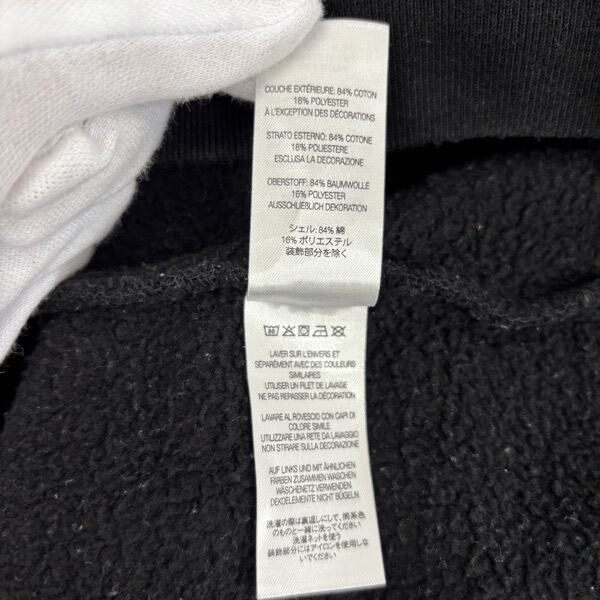 COUCHE EXTÉRIEURE: 84% COTON
16% POLYESTER
À L'EXCEPTION DES DÉCORATIONS
STRATO ESTERNO: 84% COTONE
16% POLIESTERE
ESCLUSA LA DECORAZIONE
OBERSTOFF: 84% BAUMWOLLE
16% POLYESTER
AUSSCHLIEBLICH DEKORATION
シェル: 84% 綿
16% ポリエステル
装飾部分を除く
30
LAVER SUR L'ENVERS ET
SÉPARÉMENT AVEC DES COULEURS
SIMILAIRES
UTILISER UN FILET DE LAVAGE
NE PAS REPASSER LA DÉCORATION
LAVARE AL ROVESCIO CON CAPI DI
COLORE SIMILE
UTILIZZARE UNA RETE DA LAVAGGIO
NON STIRARE SULLA DECORAZIONE
AUF LINKS UND MIT ÄHNLICHEN
FARBEN ZUSAMMEN WASCHEN
WÄSCHENETZ VERWENDEN
DEKOELEMENTE NICHT BÜGELN
洗濯の際は裏返しにして、同系色
のものと一緒に洗ってください
洗濯ネットを使う
装飾部分にはアイロンを使用しな
いでください